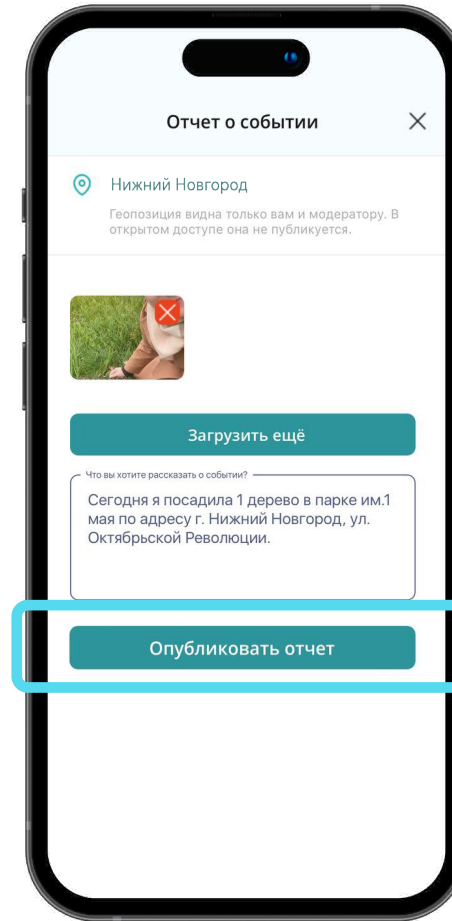 Отчет о событии
Нижний Новгород
Геопозиция видна только вам и модератору. В
открытом доступе она не публикуется.
Загрузить ещё
Что вы хотите рассказать о событии?
Сегодня я посадила 1 дерево в парке им.1
мая по адресу г. Нижний Новгород, ул.
Октябрьской Революции.
Опубликовать отчет